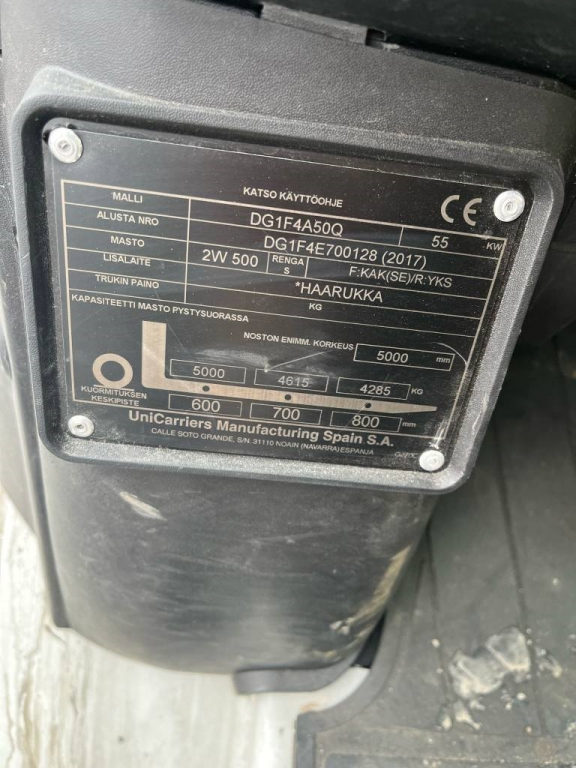 KATSO KÄYTTÖOHJE
MALLI DG1F4A50Q 55 KW
ALUSTA NRO DG1F4E700128 (2017)
MASTO 2W 500 RENGAS F:KAK(SE)/R:YKS
LISALAITE *HAARUKKA
TRUKIN PAINO KG
KAPASITEETTI MASTO PYSTYSUORASSA
NOSTON ENIMM. KORKEUS 5000 mm
5000 4615 4285 KG
KUORMITUKSEN KESKIPISTE 600 700 800 mm
UniCarriers Manufacturing Spain S.A.
CALLE SOTO GRANDE, S/N. 31110 NOAIN (NAVARRA) ESPANJA